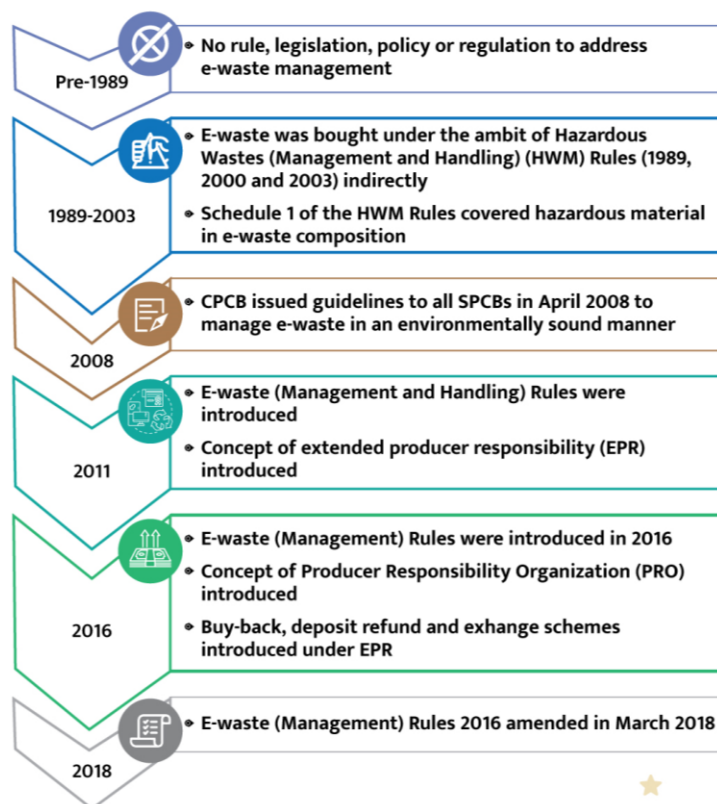 Pre-1989
No rule, legislation, policy or regulation to address
e-waste management
1989-2003
E-waste was bought under the ambit of Hazardous
Wastes (Management and Handling) (HWM) Rules (1989,
2000 and 2003) indirectly
Schedule 1 of the HWM Rules covered hazardous material
in e-waste composition
2008
CPCB issued guidelines to all SPCBs in April 2008 to
manage e-waste in an environmentally sound manner
2011
E-waste (Management and Handling) Rules were
introduced
Concept of extended producer responsibility (EPR)
introduced
2016
E-waste (Management) Rules were introduced in 2016
Concept of Producer Responsibility Organization (PRO)
introduced
Buy-back, deposit refund and exhange schemes
introduced under EPR
2018
E-waste (Management) Rules 2016 amended in March 2018